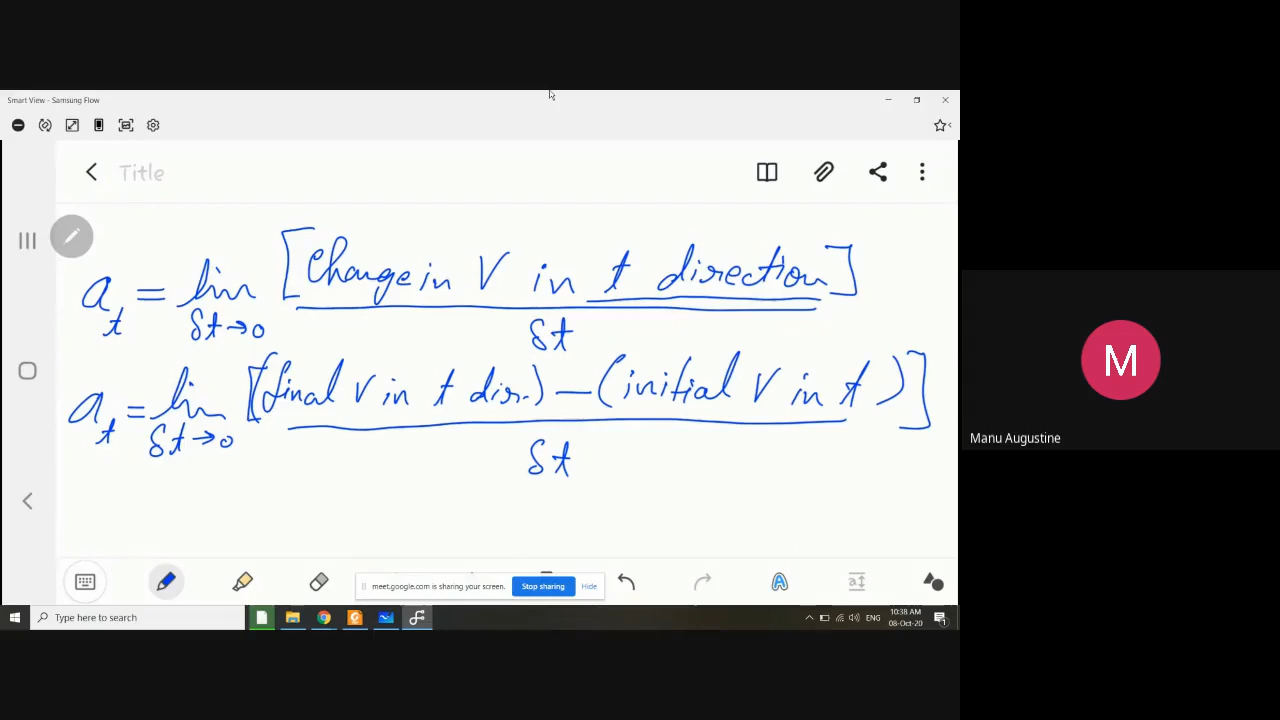 Smart View - Samsung Flow
Title
a_t = lim δt→0 [Change in V in t direction] / δt
a_t = lim δt→0 [(final V in t dir.) – (initial V in t)] / δt
M
Manu Augustine
meet.google.com is sharing your screen. Stop sharing Hide
Type here to search
ENG
10:38 AM
08-Oct-20